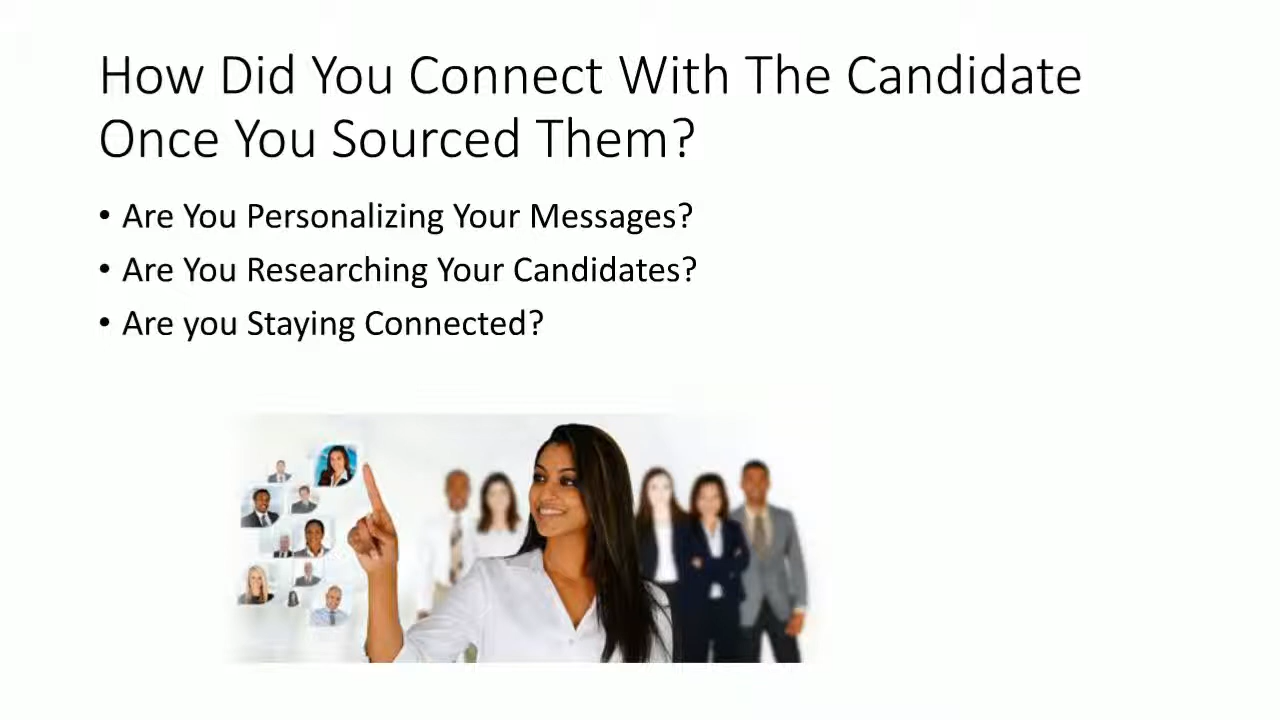 How Did You Connect With The Candidate
Once You Sourced Them?
• Are You Personalizing Your Messages?
• Are You Researching Your Candidates?
• Are you Staying Connected?